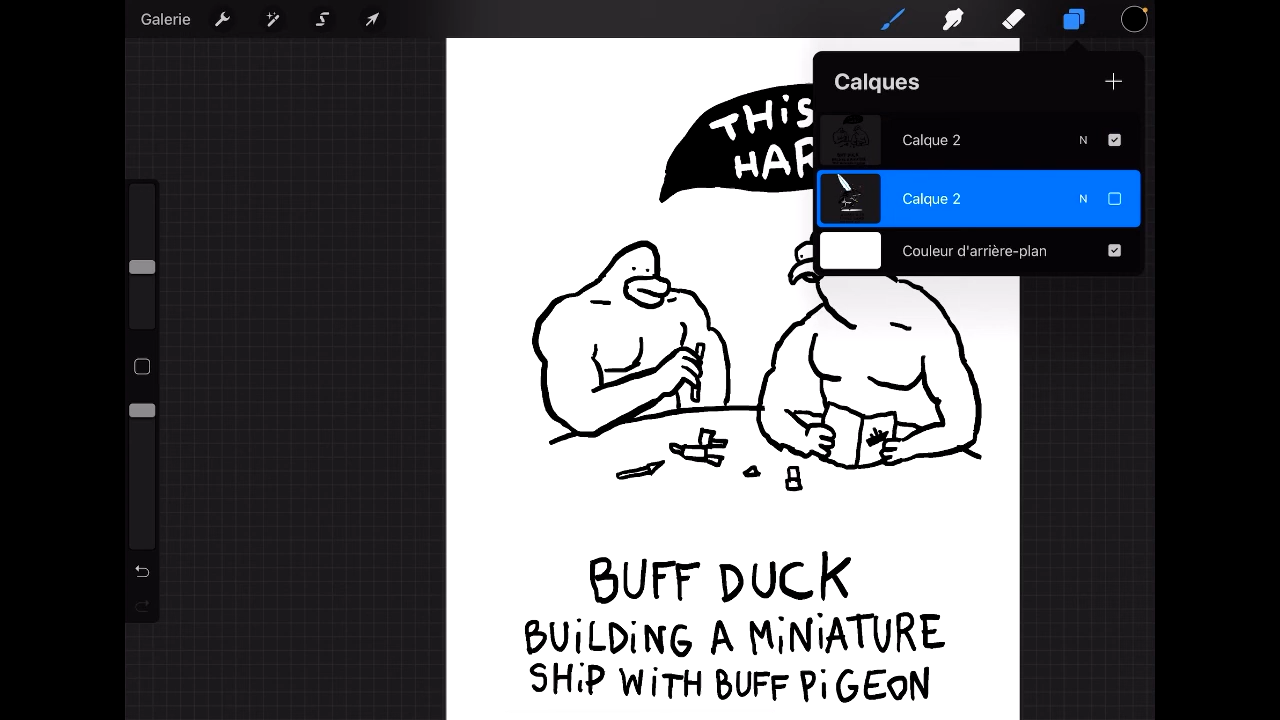 Galerie
Calques
Calque 2 N
Calque 2 N
Couleur d'arrière-plan
THiS
HAR
BUFF DUCK
BUiLDiNG A MiNiATURE
SHiP WiTH BUFF PiGEON